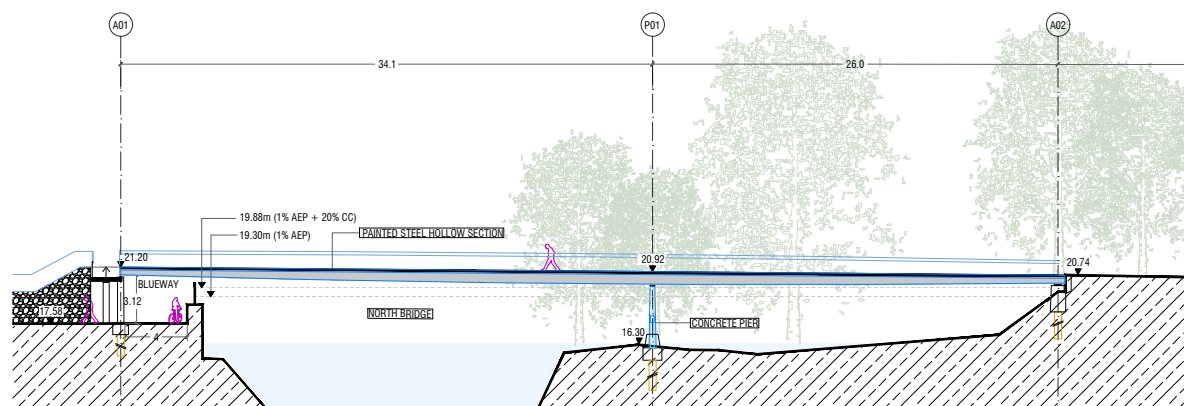 A01
P01
A02
34.1
26.0
19.88m (1% AEP + 20% CC)
19.30m (1% AEP)
PAINTED STEEL HOLLOW SECTION
21.20
20.92
20.74
BLUEWAY
3.12
17.58
NORTH BRIDGE
16.30
CONCRETE PIER
4